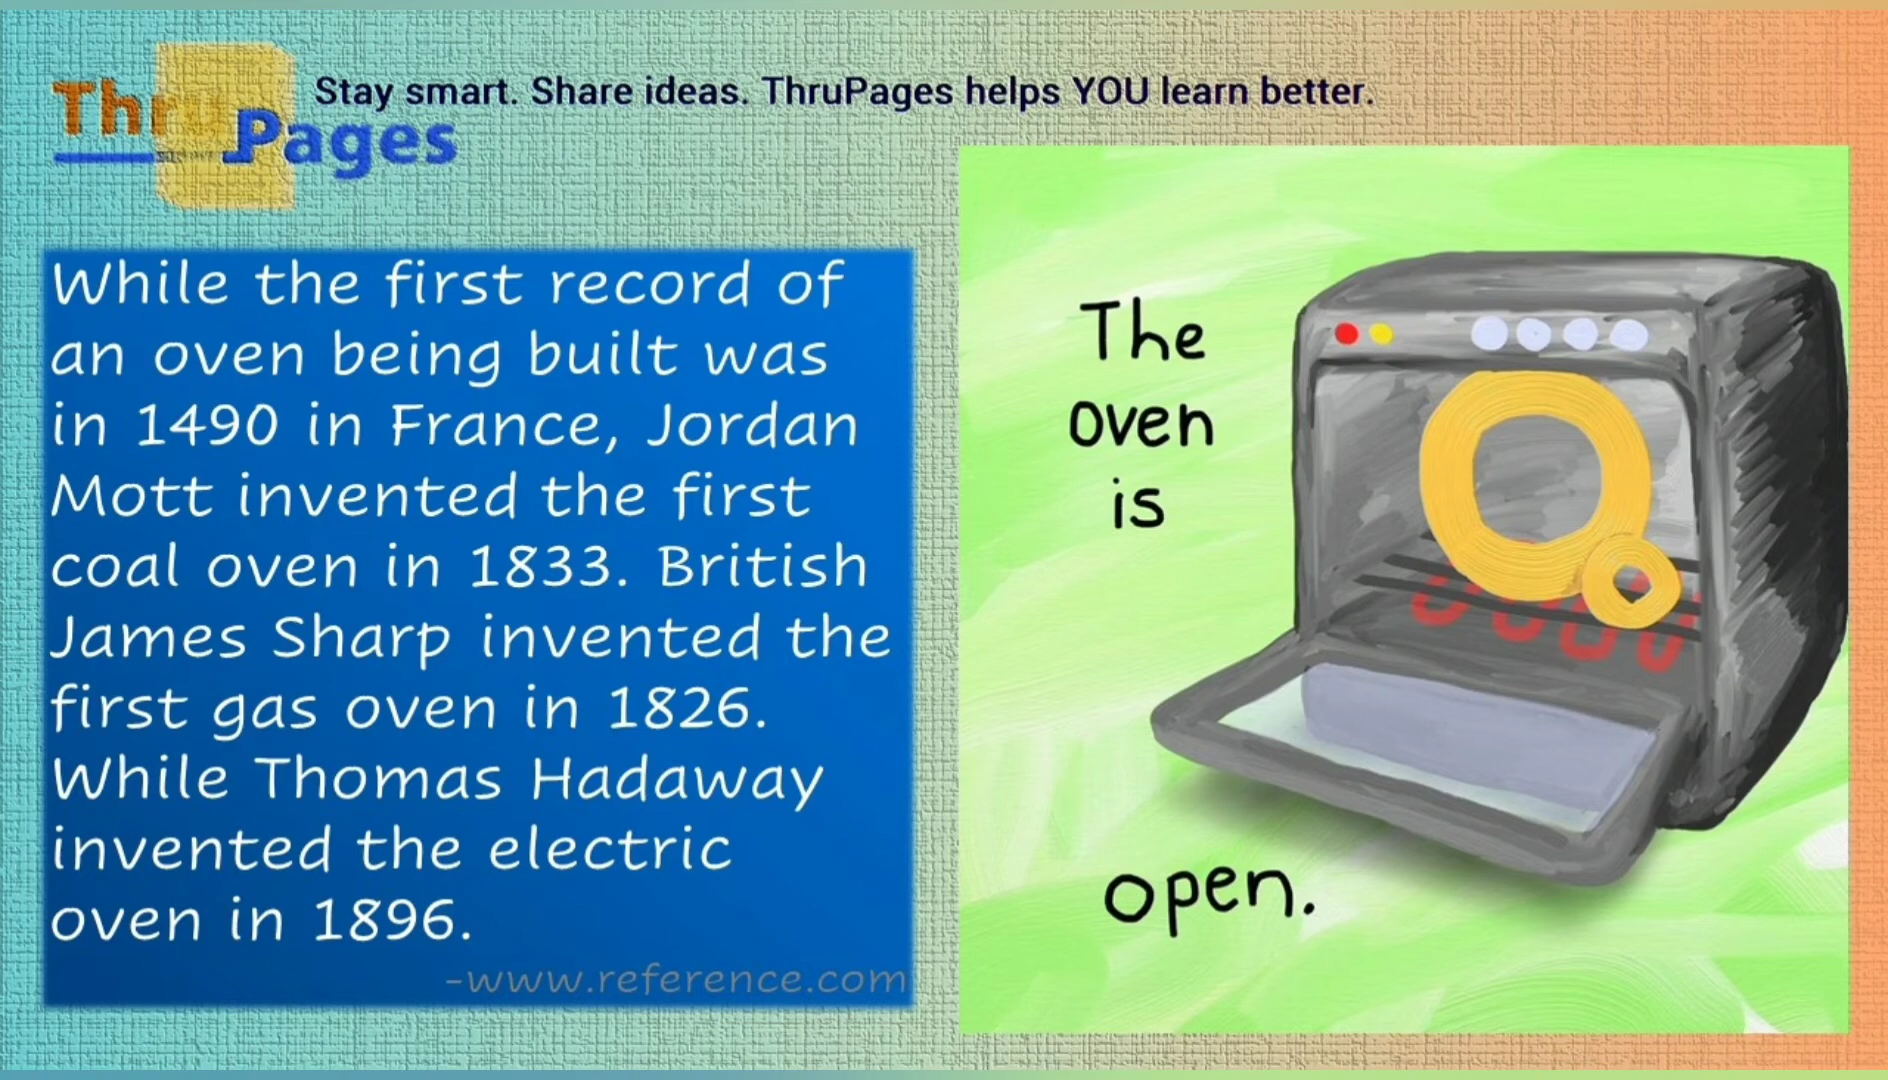 Thru
Pages
Stay smart. Share ideas. ThruPages helps YOU learn better.
While the first record of
an oven being built was
in 1490 in France, Jordan
Mott invented the first
coal oven in 1833. British
James Sharp invented the
first gas oven in 1826.
While Thomas Hadaway
invented the electric
oven in 1896.
-www.reference.com
The
oven
is
open.